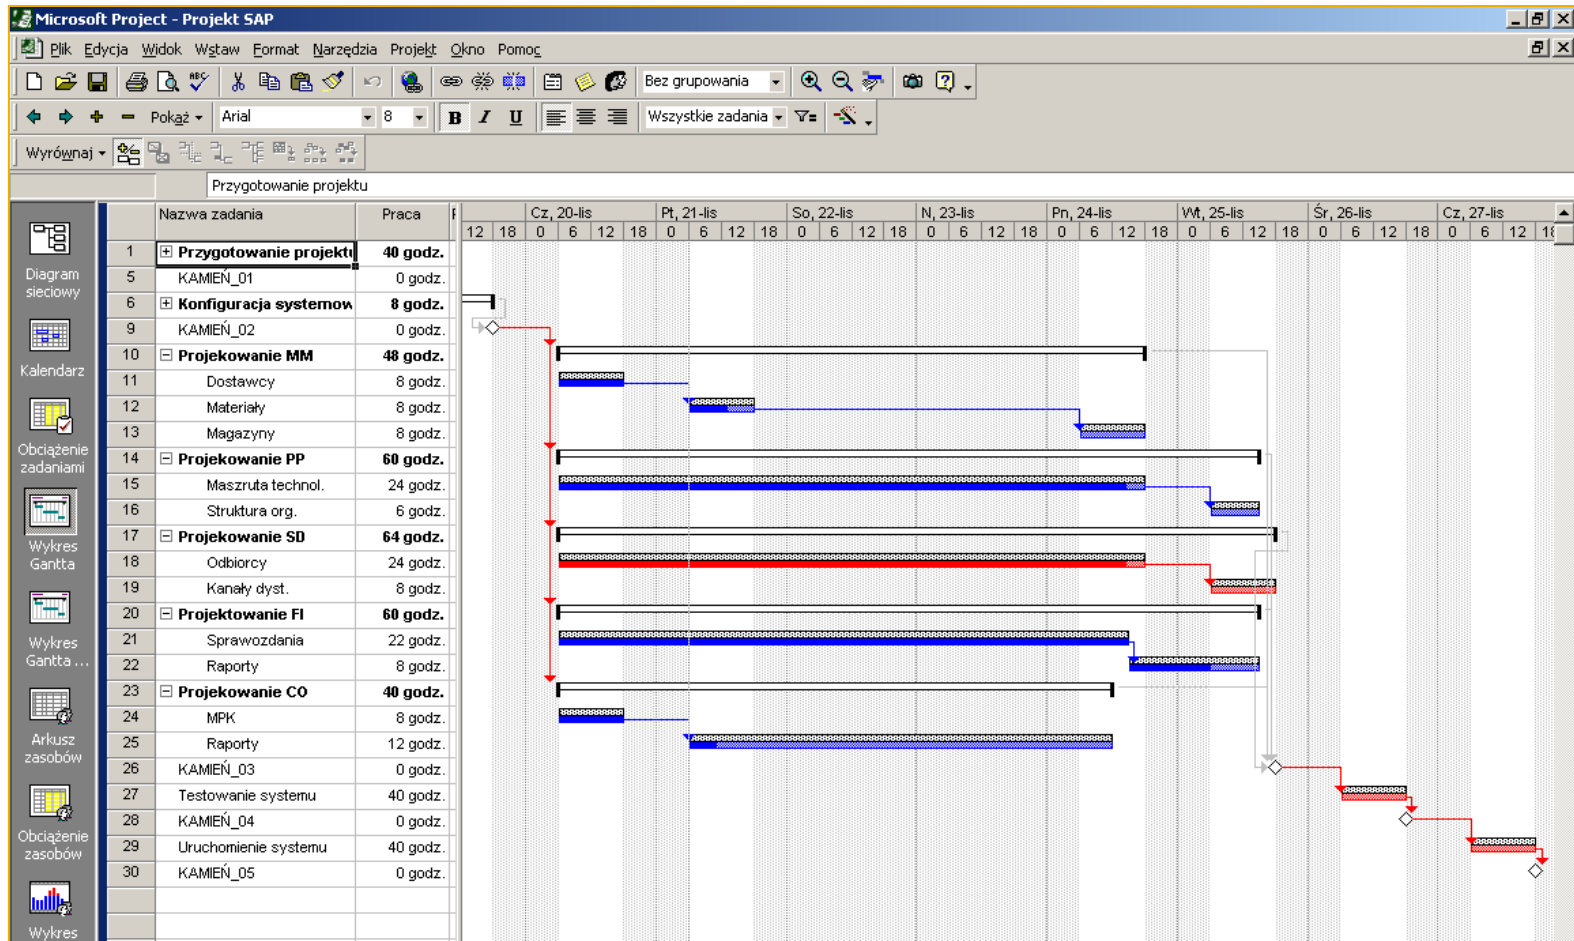 Microsoft Project - Projekt SAP
Plik Edycja Widok Wstaw Format Narzędzia Projekt Okno Pomoc
Bez grupowania
Pokaż Arial 8 B I U Wszystkie zadania
Wyrównaj
Przygotowanie projektu
Nazwa zadania Praca Cz, 20-lis Pt, 21-lis So, 22-lis N, 23-lis Pn, 24-lis Wt, 25-lis Śr, 26-lis Cz, 27-lis
12 18 0 6 12 18 0 6 12 18 0 6 12 18 0 6 12 18 0 6 12 18 0 6 12 18 0 6 12 18 0 6 12 18
1 Przygotowanie projektu 40 godz.
5 KAMIEŃ_01 0 godz.
6 Konfiguracja systemow 8 godz.
9 KAMIEŃ_02 0 godz.
10 Projekowanie MM 48 godz.
11 Dostawcy 8 godz.
12 Materiały 8 godz.
13 Magazyny 8 godz.
14 Projekowanie PP 60 godz.
15 Maszruta technol. 24 godz.
16 Struktura org. 6 godz.
17 Projekowanie SD 64 godz.
18 Odbiorcy 24 godz.
19 Kanały dyst. 8 godz.
20 Projektowanie FI 60 godz.
21 Sprawozdania 22 godz.
22 Raporty 8 godz.
23 Projekowanie CO 40 godz.
24 MPK 8 godz.
25 Raporty 12 godz.
26 KAMIEŃ_03 0 godz.
27 Testowanie systemu 40 godz.
28 KAMIEŃ_04 0 godz.
29 Uruchomienie systemu 40 godz.
30 KAMIEŃ_05 0 godz.
Diagram
sieciowy
Kalendarz
Obciążenie
zadaniami
Wykres
Gantta
Wykres
Gantta ...
Arkusz
zasobów
Obciążenie
zasobów
Wykres